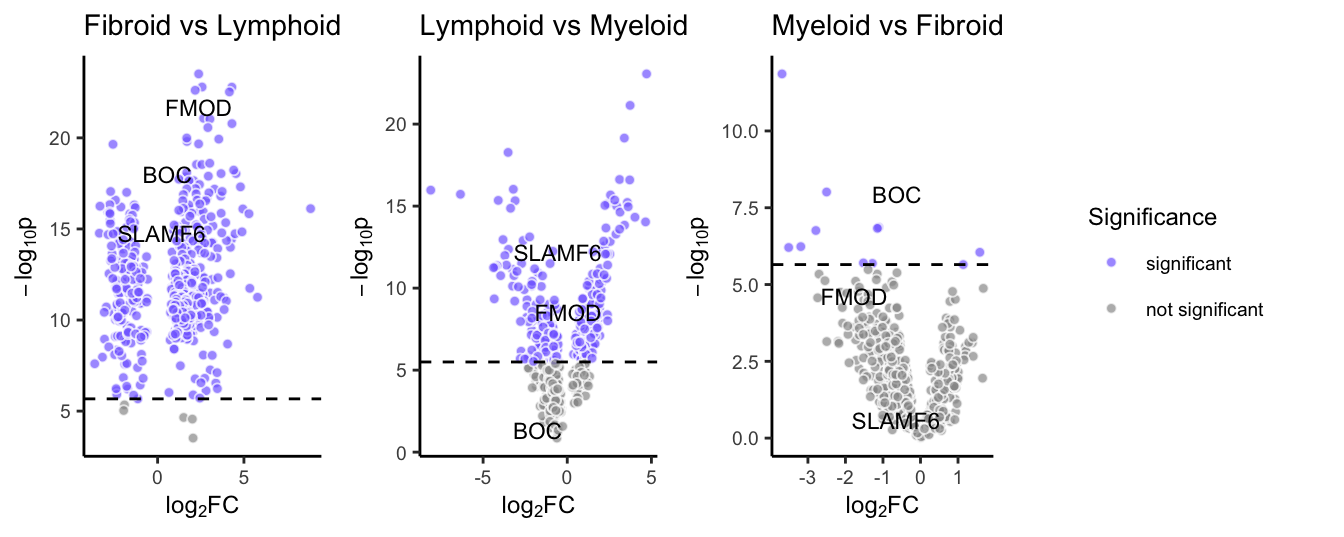 Fibroid vs Lymphoid
Lymphoid vs Myeloid
Myeloid vs Fibroid
FMOD
BOC
SLAMF6
20
15
10
5
0
5
−log10p
log2FC
SLAMF6
FMOD
BOC
20
15
10
5
0
-5
0
5
−log10p
log2FC
BOC
FMOD
SLAMF6
10.0
7.5
5.0
2.5
0.0
-3
-2
-1
0
1
−log10p
log2FC
Significance
significant
not significant